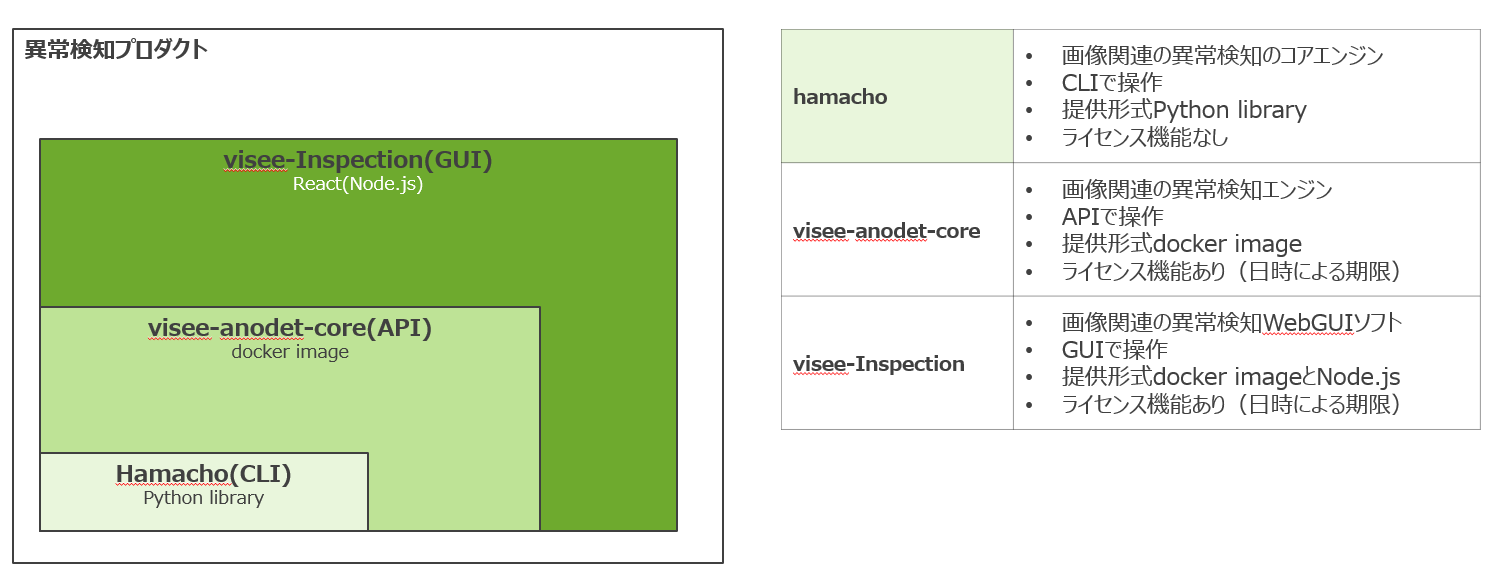 異常検知プロダクト
visee-Inspection(GUI)
React(Node.js)
visee-anodet-core(API)
docker image
Hamacho(CLI)
Python library
hamacho
• 画像関連の異常検知のコアエンジン
• CLIで操作
• 提供形式Python library
• ライセンス機能なし
visee-anodet-core
• 画像関連の異常検知エンジン
• APIで操作
• 提供形式docker image
• ライセンス機能あり（日時による期限）
visee-Inspection
• 画像関連の異常検知WebGUIソフト
• GUIで操作
• 提供形式docker imageとNode.js
• ライセンス機能あり（日時による期限）